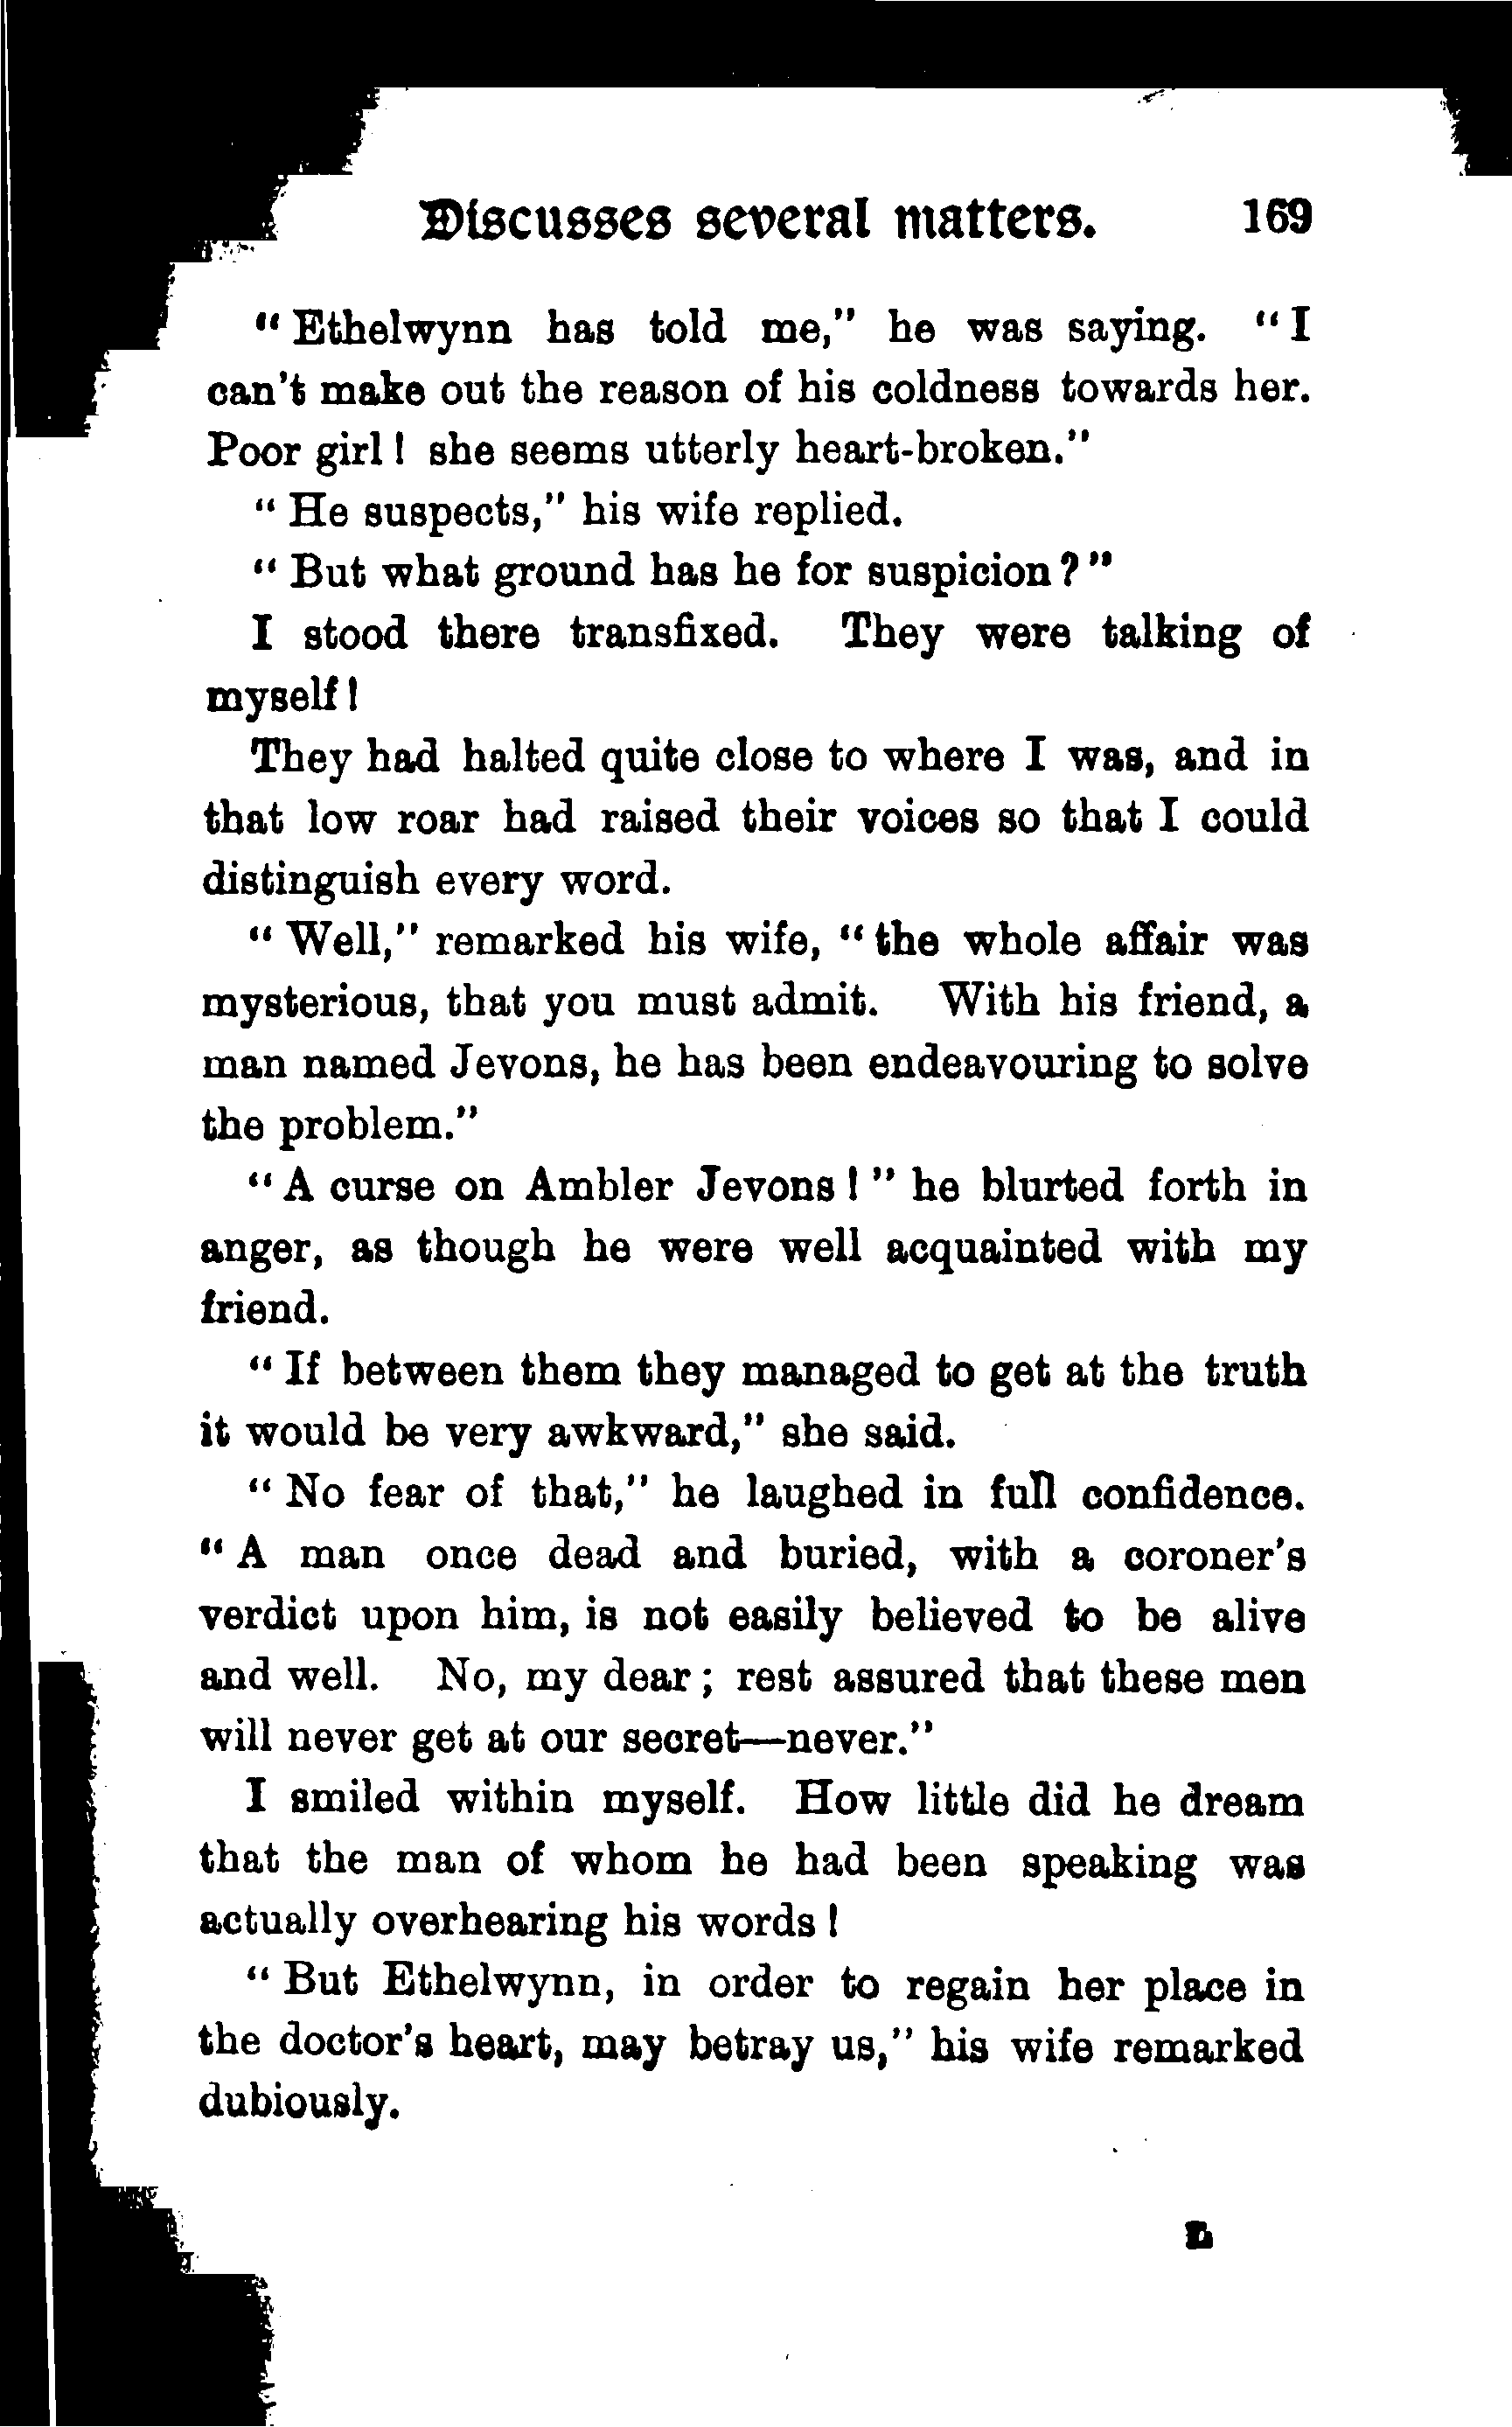 Discusses several matters. 169
" Ethelwynn has told me," he was saying. " I
can't make out the reason of his coldness towards her.
Poor girl ! she seems utterly heart-broken."
" He suspects," his wife replied.
" But what ground has he for suspicion ? "
I stood there transfixed. They were talking of
myself !
They had halted quite close to where I was, and in
that low roar had raised their voices so that I could
distinguish every word.
" Well," remarked his wife, " the whole affair was
mysterious, that you must admit. With his friend, a
man named Jevons, he has been endeavouring to solve
the problem."
" A curse on Ambler Jevons ! " he blurted forth in
anger, as though he were well acquainted with my
friend.
" If between them they managed to get at the truth
it would be very awkward," she said.
" No fear of that," he laughed in full confidence.
" A man once dead and buried, with a coroner's
verdict upon him, is not easily believed to be alive
and well. No, my dear ; rest assured that these men
will never get at our secret—never."
I smiled within myself. How little did he dream
that the man of whom he had been speaking was
actually overhearing his words !
" But Ethelwynn, in order to regain her place in
the doctor's heart, may betray us," his wife remarked
dubiously.
L